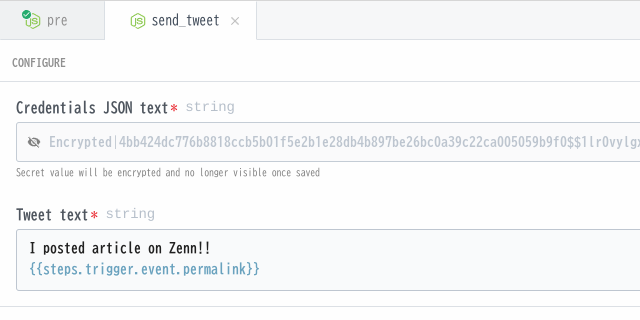 pre send_tweet
CONFIGURE
Credentials JSON text* string
Encrypted|4bb424dc776b8818ccb5b01f5e2b1e28db4b897be26bc0a39c22ca005059b9f0$$1lr0vylgx
Secret value will be encrypted and no longer visible once saved
Tweet text* string
I posted article on Zenn!!
{{steps.trigger.event.permalink}}